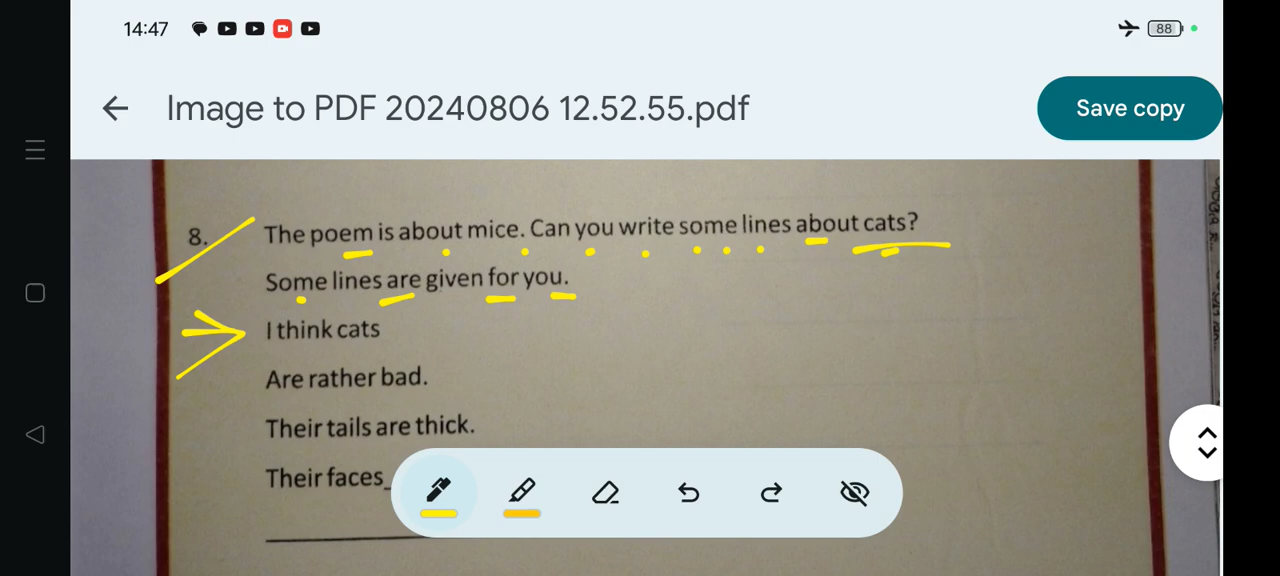 14:47
88
Image to PDF 20240806 12.52.55.pdf
Save copy
8. The poem is about mice. Can you write some lines about cats?
Some lines are given for you.
I think cats
Are rather bad.
Their tails are thick.
Their faces_